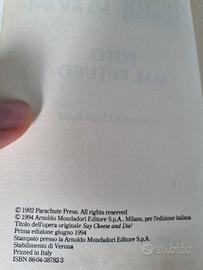 FOTO
DAL FUTURO
© 1992 Parachute Press. All rights reserved
© 1994 Arnoldo Mondadori Editore S.p.A., Milano, per l'edizione italiana
Titolo dell'opera originale Say Cheese and Die!
Prima edizione giugno 1994
Stampato presso la Arnoldo Mondadori Editore S.p.A.
Stabilimento di Verona
Printed in Italy
ISBN 88-04-38782-3
subito